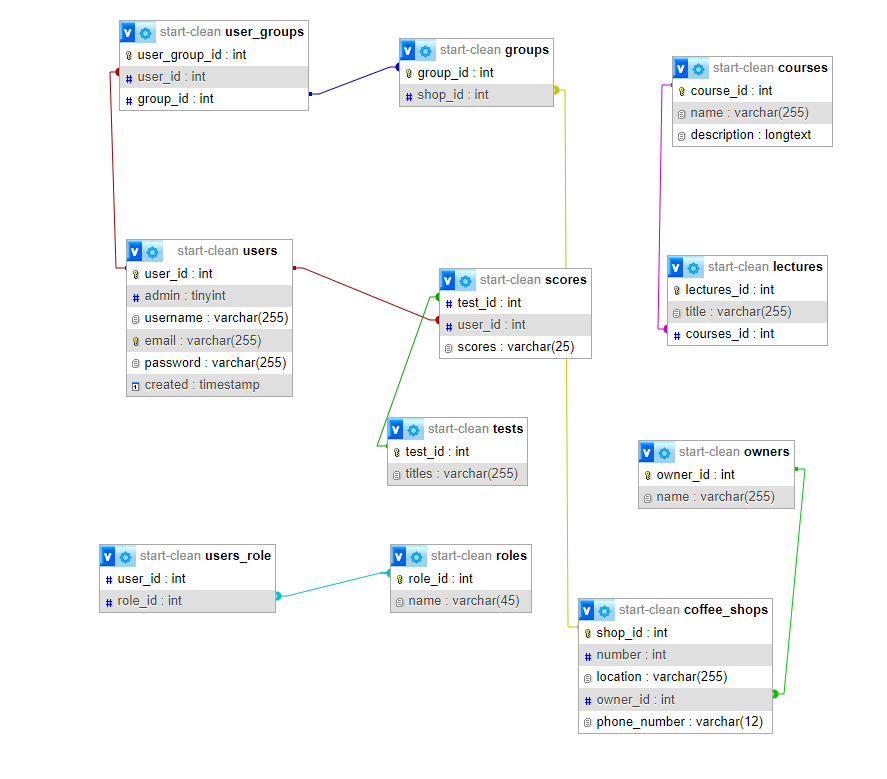 v start-clean user_groups
user_group_id : int
# user_id : int
# group_id : int
v start-clean groups
group_id : int
# shop_id : int
v start-clean courses
course_id : int
name : varchar(255)
description : longtext
v start-clean users
user_id : int
# admin : tinyint
username : varchar(255)
email : varchar(255)
password : varchar(255)
created : timestamp
v start-clean scores
# test_id : int
# user_id : int
scores : varchar(25)
v start-clean lectures
lectures_id : int
title : varchar(255)
# courses_id : int
v start-clean tests
test_id : int
titles : varchar(255)
v start-clean owners
owner_id : int
name : varchar(255)
v start-clean users_role
# user_id : int
# role_id : int
v start-clean roles
role_id : int
name : varchar(45)
v start-clean coffee_shops
shop_id : int
# number : int
location : varchar(255)
# owner_id : int
phone_number : varchar(12)